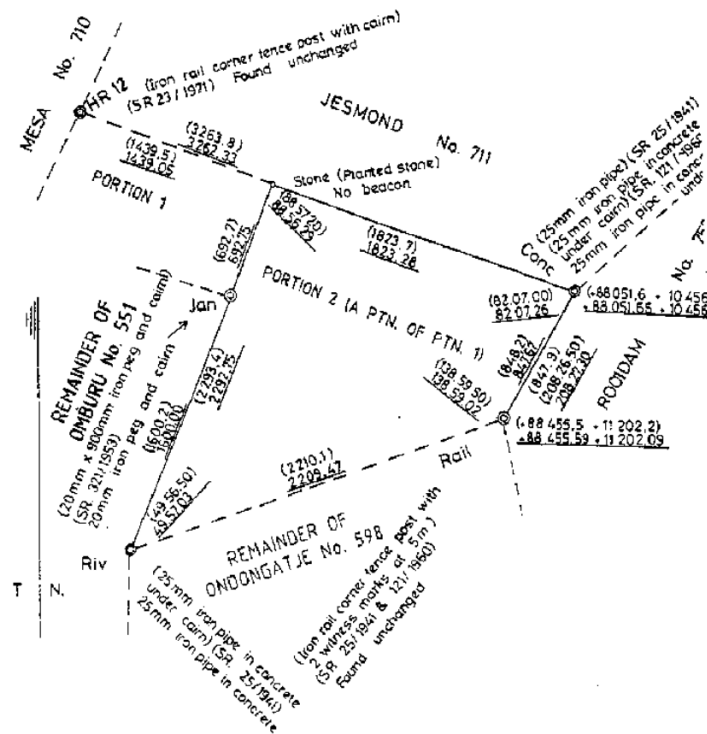 MESA No. 710
HR 12
(Iron rail corner fence post with cairn)
(SR 23/1971) Found unchanged
JESMOND No. 711
(3263.8)
3262.33
(1439.5)
1439.05
PORTION 1
Stone (Planted stone)
No beacon
(88.57.20)
88.56.29
(1823.7)
1823.28
(692.7)
692.75
PORTION 2 (A PTN. OF PTN. 1)
Conc
(25mm iron pipe) (SR 25/1941)
(25mm iron pipe in concrete
under cairn) (SR. 121/1960
25mm iron pipe in conc
und
No.
(82.07.00)
82.07.26
(+88 051,6 + 10 456
+88 051.55 + 10 456
Jan
REMAINDER OF
OMBURU No. 551
(20mm x 900mm iron peg and cairn)
(SR. 321/1953)
20mm iron peg and cairn
(2293.4)
2292.75
(1600.2)
1600.00
(848.2)
847.67
(847.9)
(208.26.50)
208.27.30
ROOIDAM
(138.59.50)
138.59.02
(+88 455.5 + 11 202.2)
+88 455.59 + 11 202.09
Rail
(2210.1)
2209.47
(49.56.50)
49.57.03
REMAINDER OF
ONDONGATJE No. 598
Riv
T N.
(25mm iron pipe in concrete
under cairn) (SR. 25/1941)
25mm iron pipe in concrete
(Iron rail corner fence post with
2 witness marks at 5m)
(SR 25/1941 & 121/1960)
Found unchanged